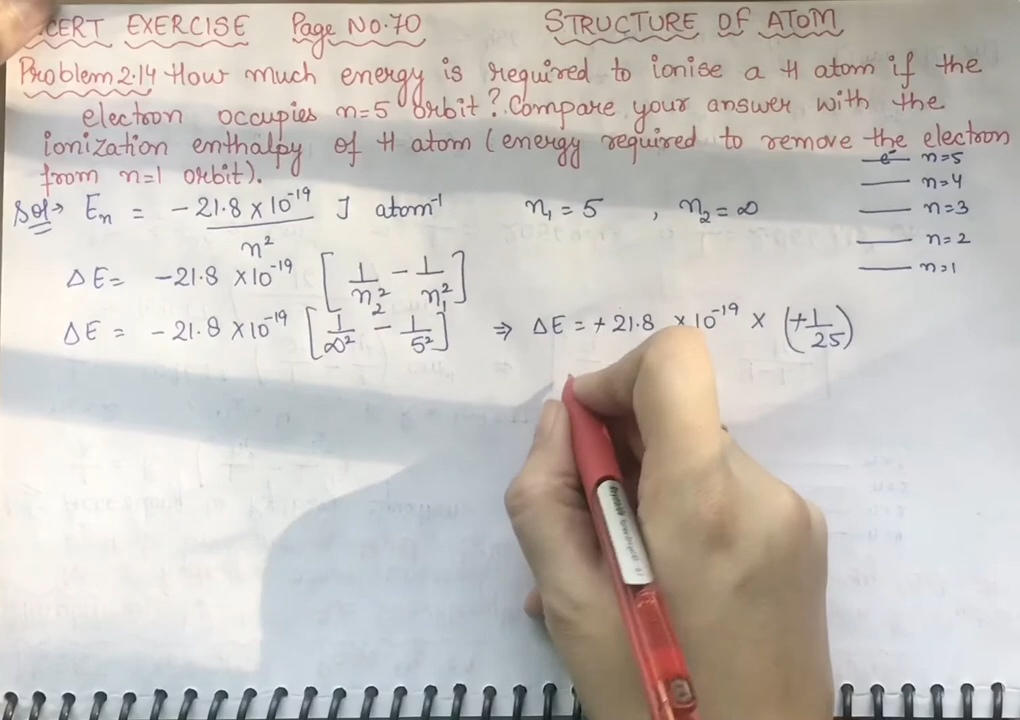 CERT EXERCISE Page No.70 STRUCTURE OF ATOM
Problem 2.14 How much energy is required to ionise a H atom if the
electron occupies n=5 orbit? Compare your answer with the
ionization enthalpy of H atom (energy required to remove the electron
from n=1 orbit).
e⁻ n=5
n=4
n=3
n=2
n=1
Sol→ Eₙ = -21.8 × 10⁻¹⁹ / n² J atom⁻¹ n₁ = 5 , n₂ = ∞
ΔE = -21.8 ×10⁻¹⁹ [1/n₂² - 1/n₁²]
ΔE = -21.8 ×10⁻¹⁹ [1/∞² - 1/5²] ⇒ ΔE = +21.8 ×10⁻¹⁹ × (+1/25)